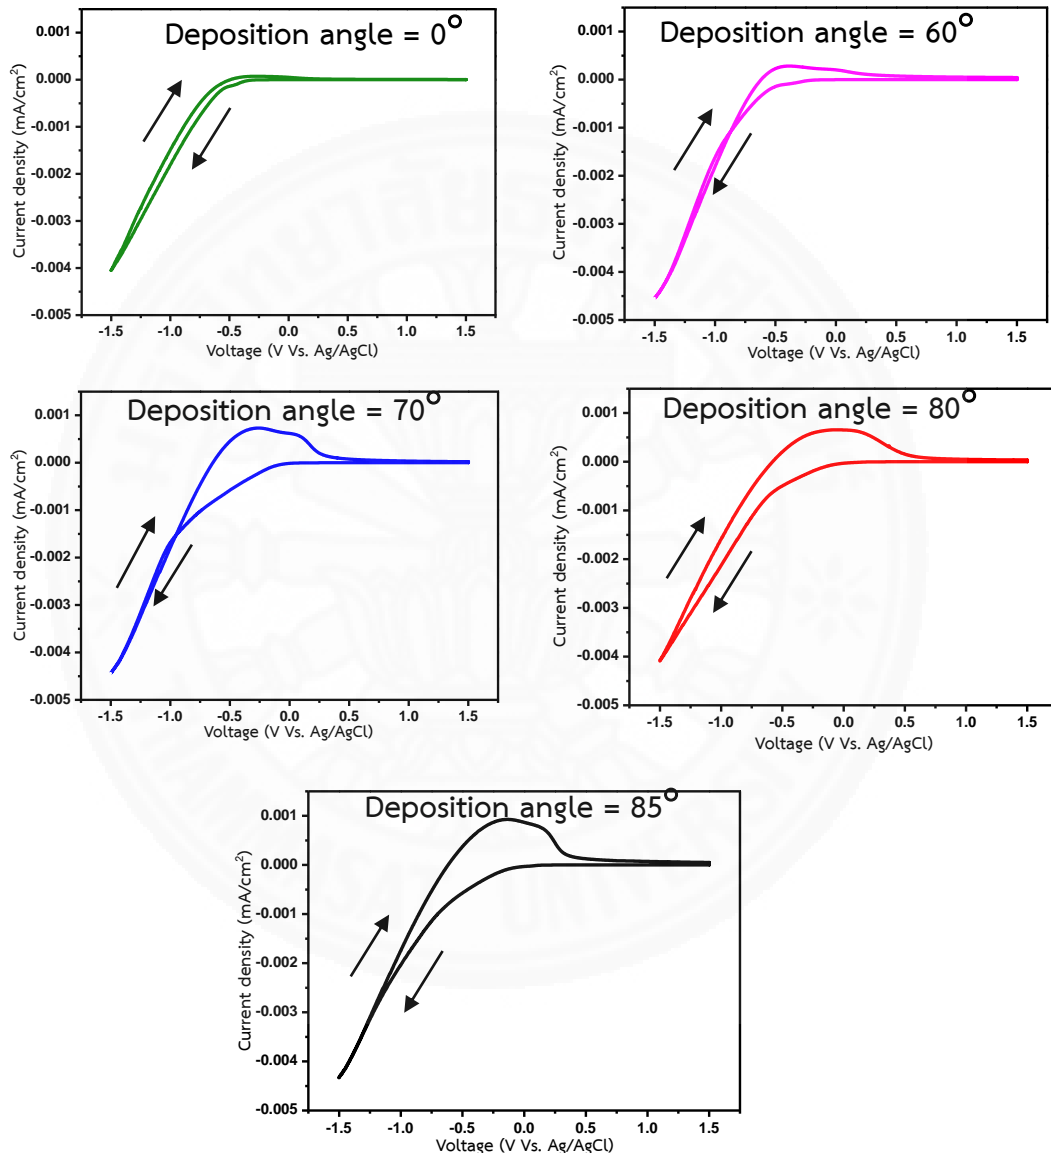 Deposition angle = 0°
0.001
0.000
-0.001
-0.002
-0.003
-0.004
-0.005
Current density (mA/cm2)
-1.5 -1.0 -0.5 0.0 0.5 1.0 1.5
Voltage (V Vs. Ag/AgCl)
Deposition angle = 60°
0.001
0.000
-0.001
-0.002
-0.003
-0.004
-0.005
Current density (mA/cm²)
-1.5 -1.0 -0.5 0.0 0.5 1.0 1.5
Voltage (V Vs. Ag/AgCl)
Deposition angle = 70°
0.001
0.000
-0.001
-0.002
-0.003
-0.004
-0.005
Current density (mA/cm²)
-1.5 -1.0 -0.5 0.0 0.5 1.0 1.5
Voltage (V Vs. Ag/AgCl)
Deposition angle = 80°
0.001
0.000
-0.001
-0.002
-0.003
-0.004
-0.005
Current density (mA/cm²)
-1.5 -1.0 -0.5 0.0 0.5 1.0 1.5
Voltage (V Vs. Ag/AgCl)
Deposition angle = 85°
0.001
0.000
-0.001
-0.002
-0.003
-0.004
-0.005
Current density (mA/cm²)
-1.5 -1.0 -0.5 0.0 0.5 1.0 1.5
Voltage (V Vs. Ag/AgCl)